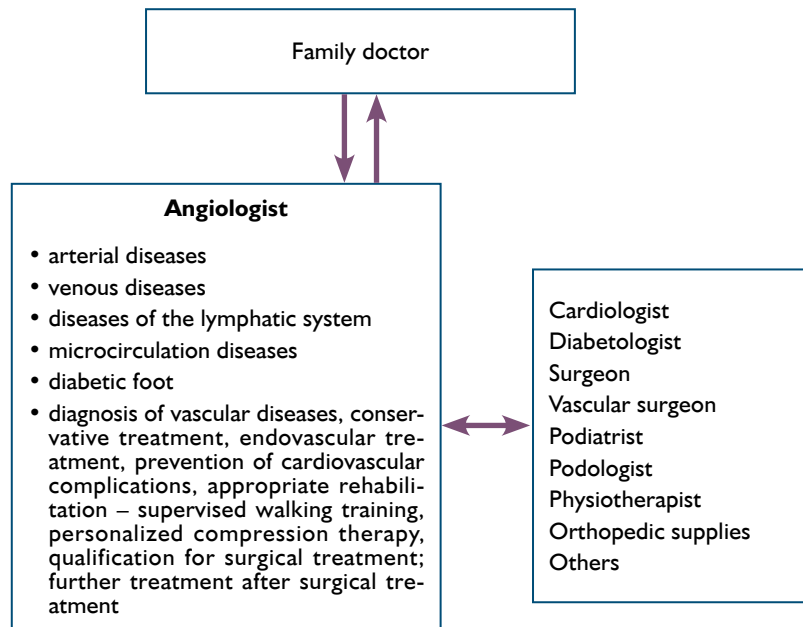 Family doctor
Angiologist
• arterial diseases
• venous diseases
• diseases of the lymphatic system
• microcirculation diseases
• diabetic foot
• diagnosis of vascular diseases, conser-
vative treatment, endovascular tre-
atment, prevention of cardiovascular
complications, appropriate rehabili-
tation – supervised walking training,
personalized compression therapy,
qualification for surgical treatment;
further treatment after surgical tre-
atment
Cardiologist
Diabetologist
Surgeon
Vascular surgeon
Podiatrist
Podologist
Physiotherapist
Orthopedic supplies
Others